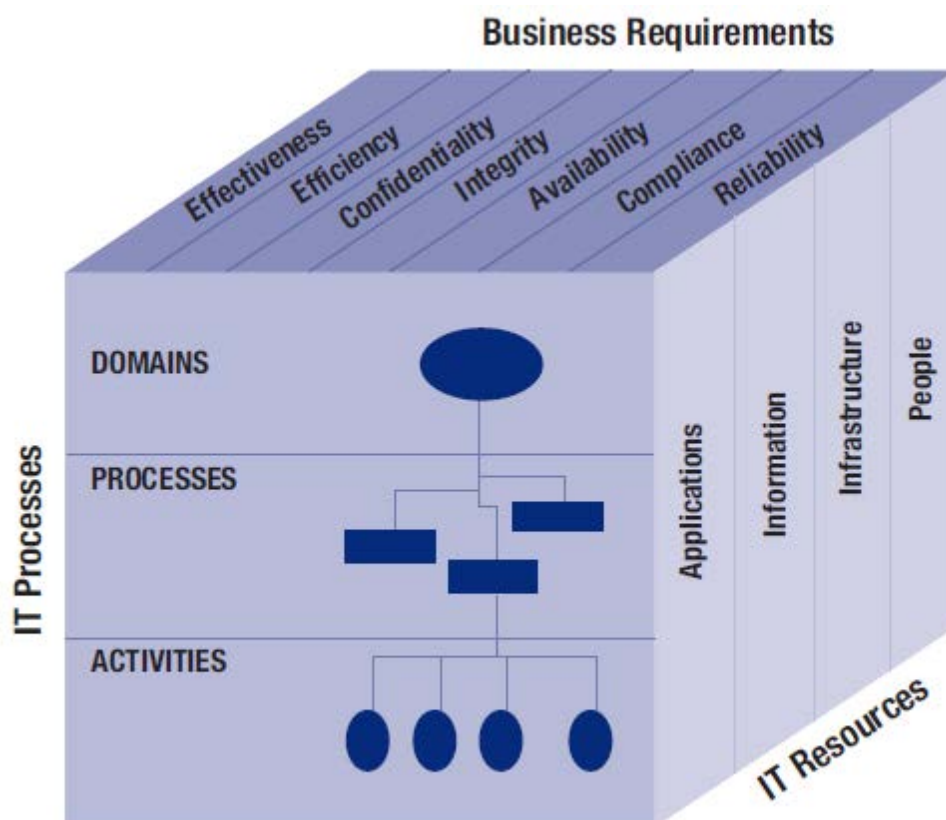 Business Requirements
Effectiveness
Efficiency
Confidentiality
Integrity
Availability
Compliance
Reliability
IT Processes
DOMAINS
PROCESSES
ACTIVITIES
Applications
Information
Infrastructure
People
IT Resources